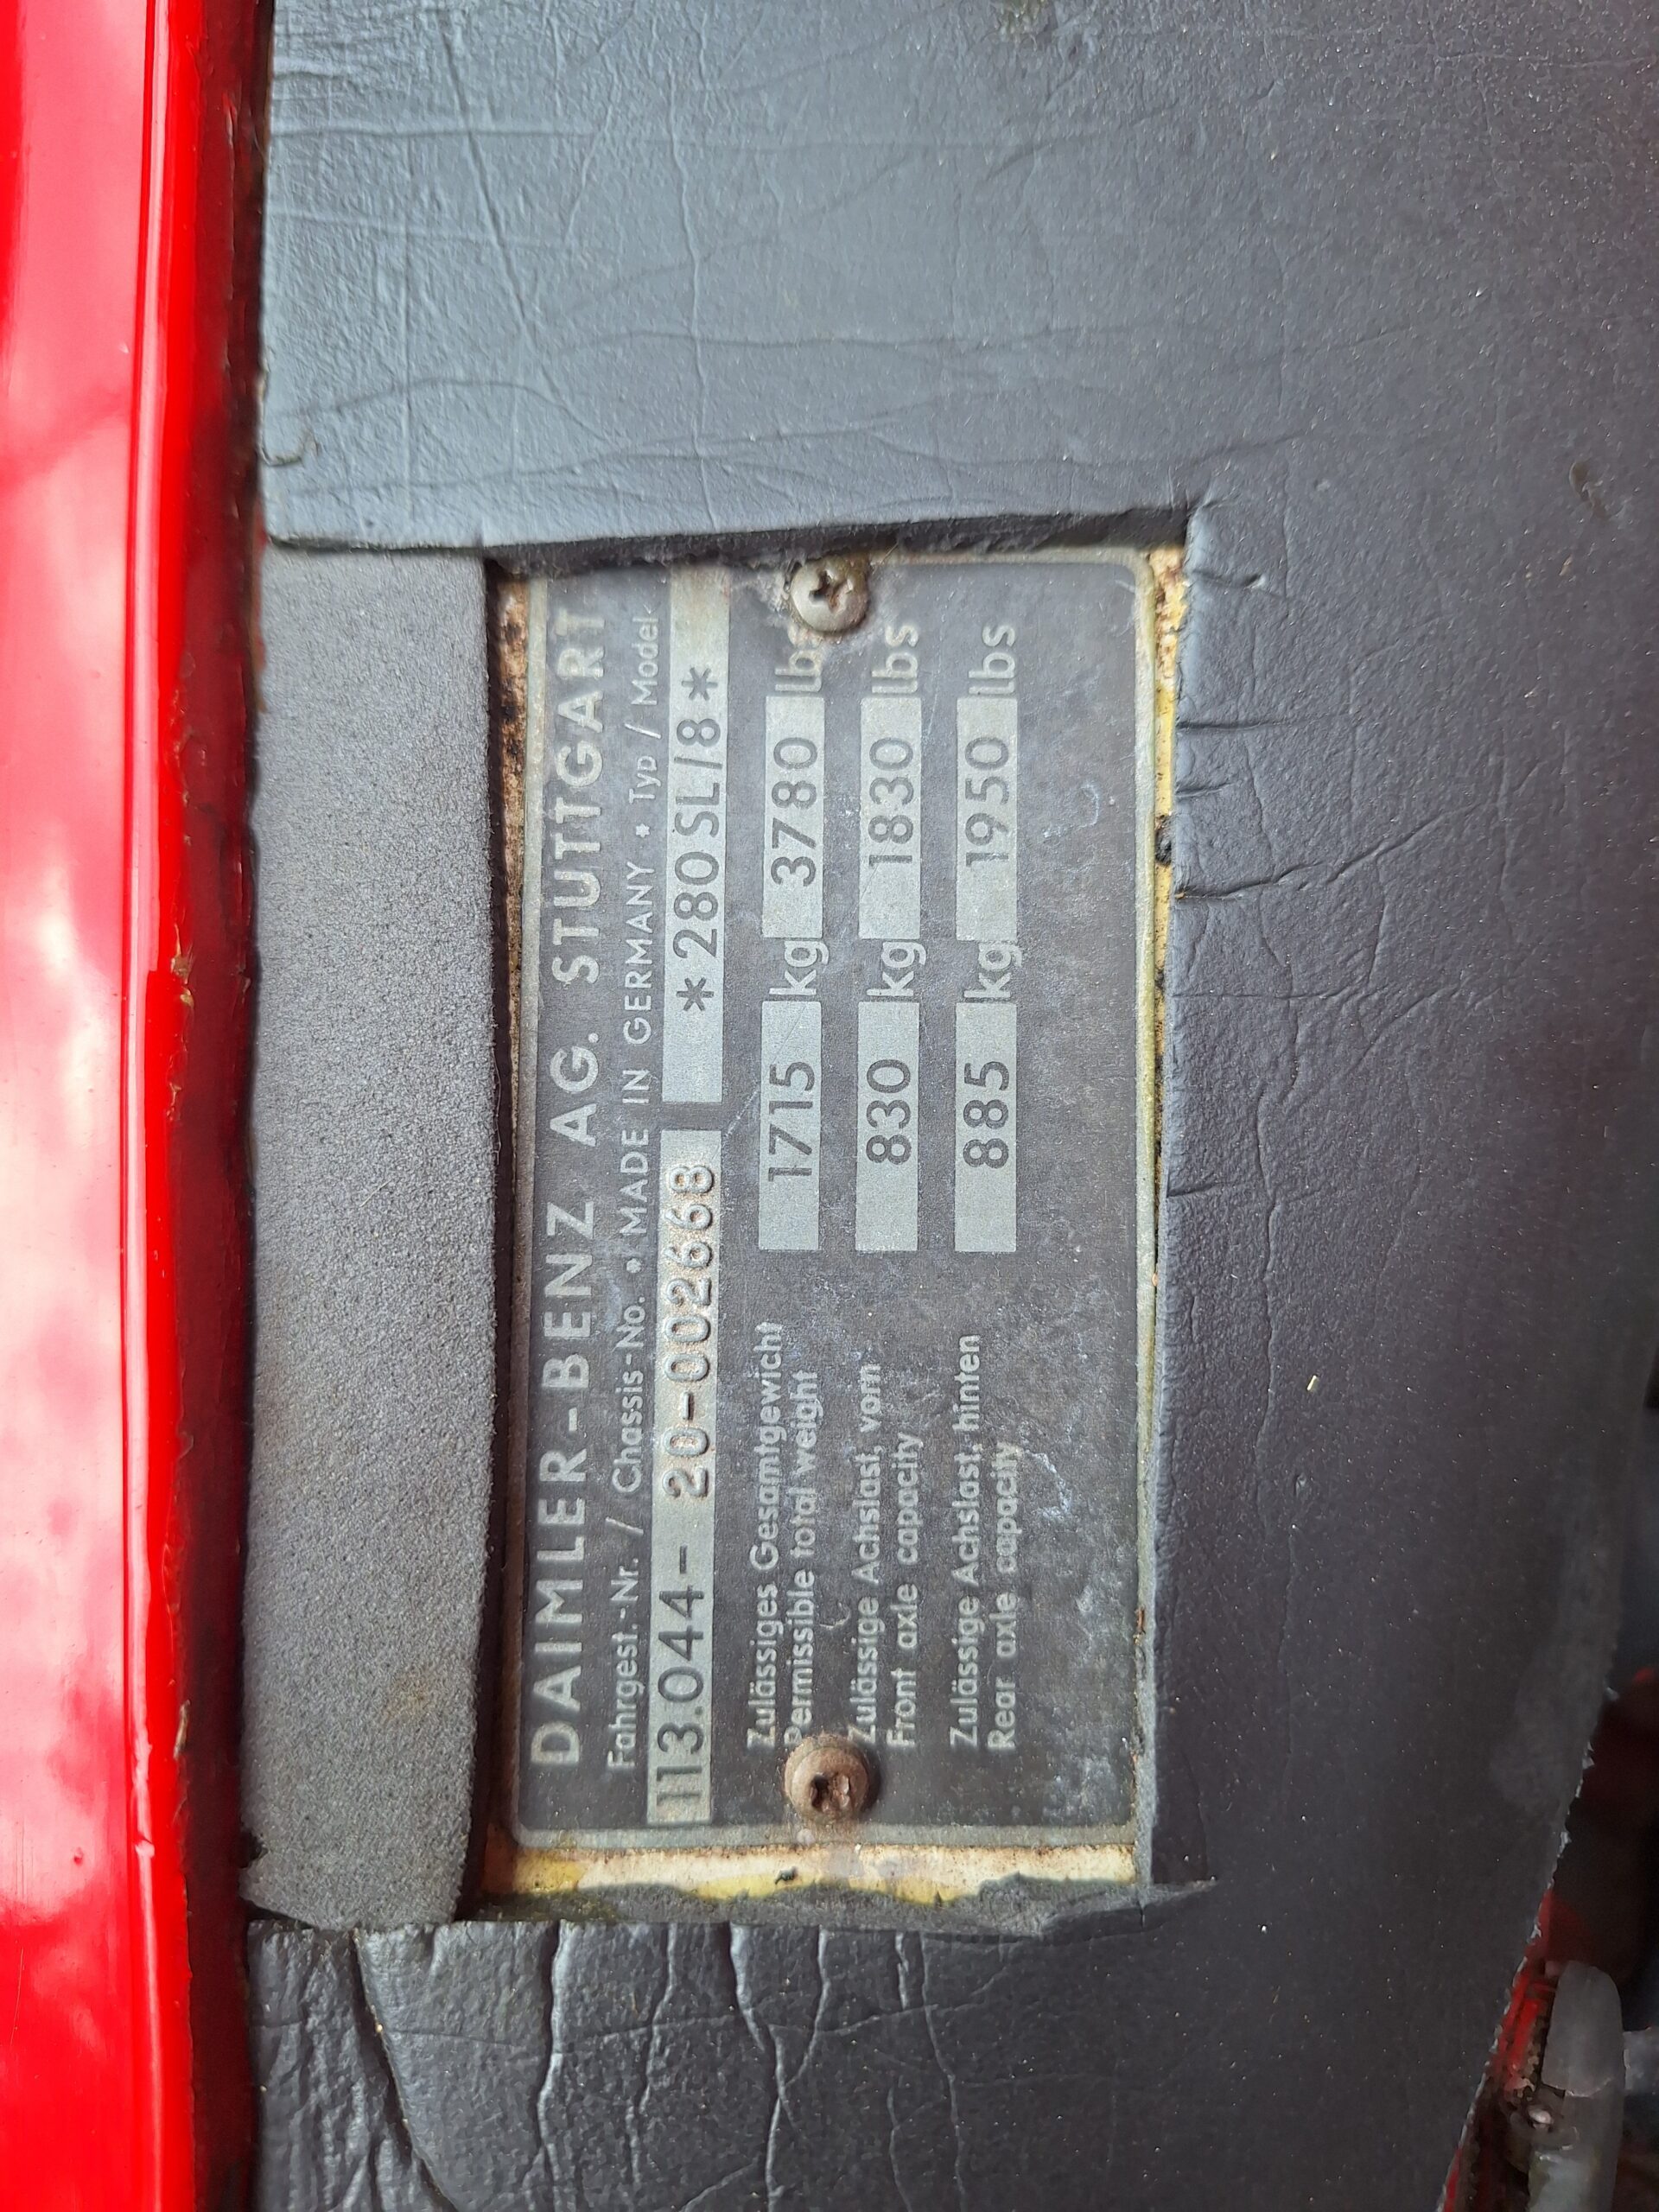 DAIMLER-BENZ AG. STUTTGART
Fahrgest.-Nr. / Chassis-No. • MADE IN GERMANY • Typ / Model
113.044- 20-002668 *280SL/8*
Zulässiges Gesamtgewicht
Permissible total weight 1715 kg 3780 lbs
Zulässige Achslast, vorn
Front axle capacity 830 kg 1830 lbs
Zulässige Achslast, hinten
Rear axle capacity 885 kg 1950 lbs